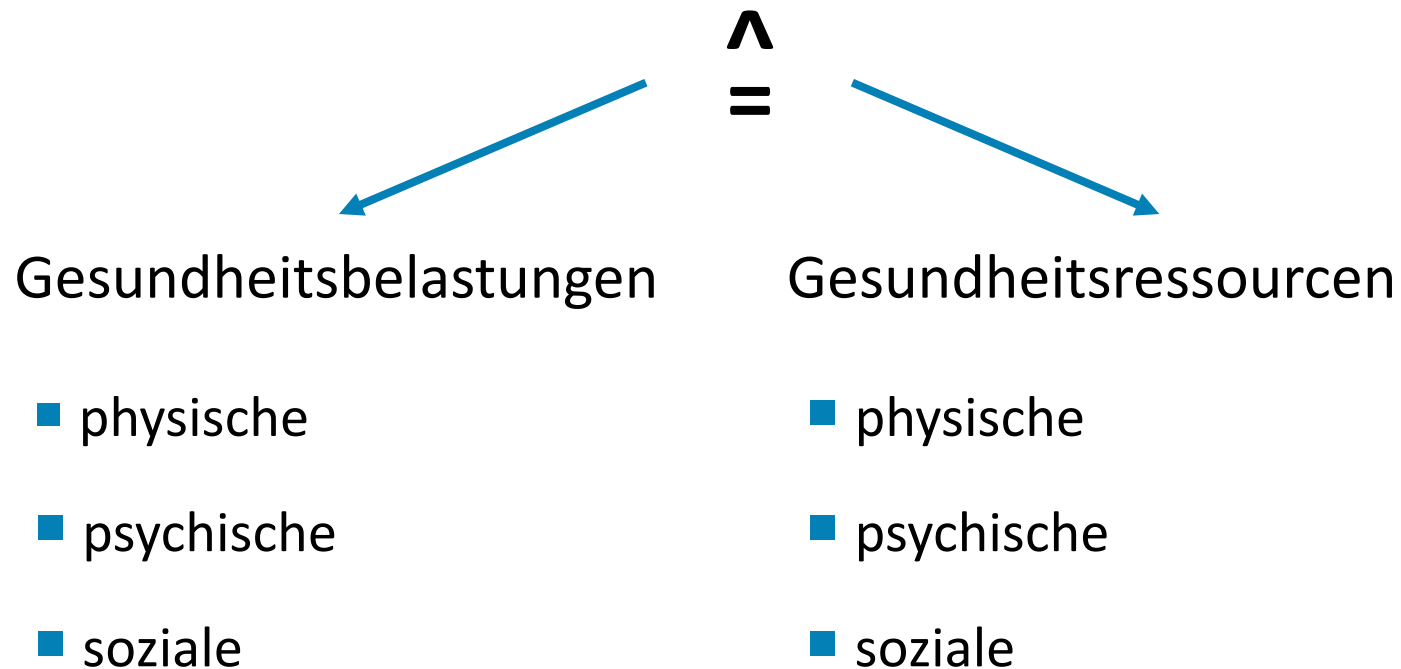 ^
=
Gesundheitsbelastungen Gesundheitsressourcen
■ physische ■ physische
■ psychische ■ psychische
■ soziale ■ soziale